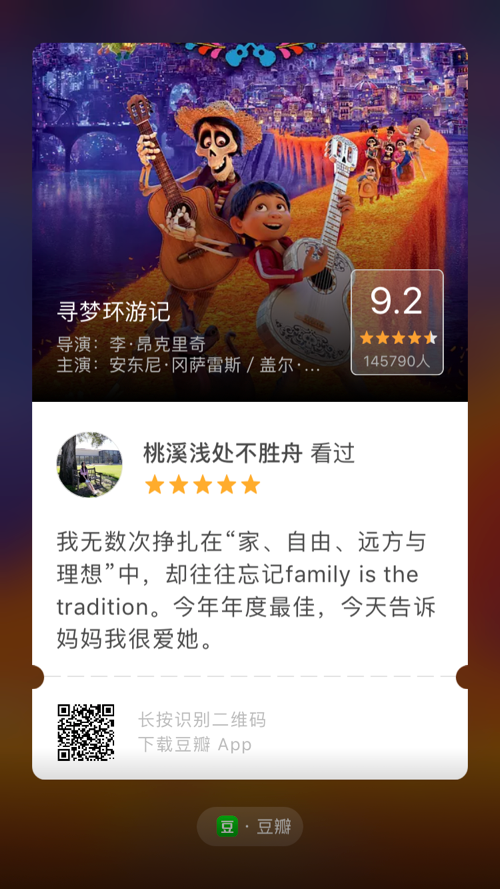 寻梦环游记
导演：李·昂克里奇
主演：安东尼·冈萨雷斯 / 盖尔·...
9.2
145790人
桃溪浅处不胜舟 看过
我无数次挣扎在“家、自由、远方与
理想”中，却往往忘记family is the
tradition。今年年度最佳，今天告诉
妈妈我很爱她。
长按识别二维码
下载豆瓣 App
豆 · 豆瓣